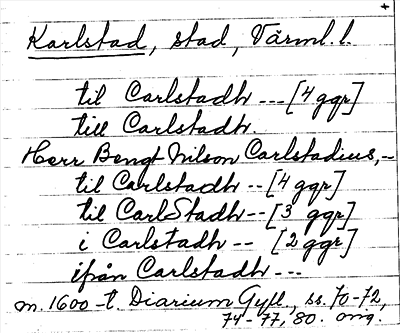 Karlstad, stad, Värml. l.
til Carlstadh --- [4 ggr]
till Carlstadh.
Herr Bengt Nilson Carlstadius, --
til Carlstadh -- [4 ggr]
til CarlStadh -- [3 ggr]
i Carlstadh -- [2 ggr]
ifrån Carlstadh ---
m. 1600-t. Diarium Gyll., ss. 70-72,
74-77, 80. orig.